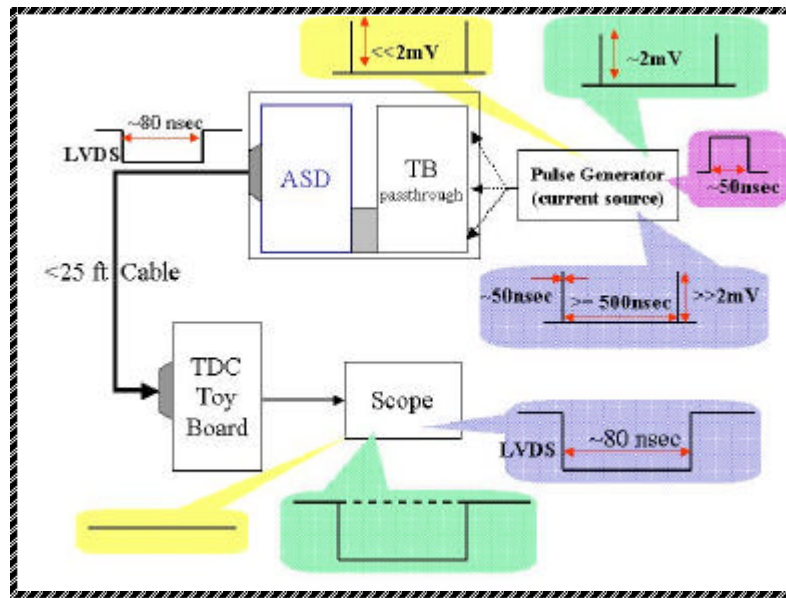 <<2mV
~2mV
~80 nsec
LVDS
ASD
TB
passthrough
Pulse Generator
(current source)
~50nsec
<25 ft Cable
~50nsec
>= 500nsec
>>2mV
TDC
Toy
Board
Scope
LVDS
~80 nsec